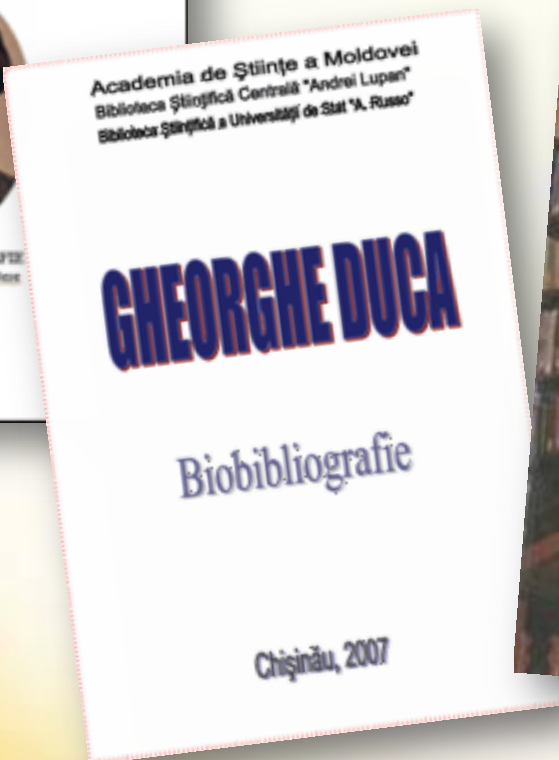 Academia de Ştiinţe a Moldovei
Biblioteca Ştiinţifică Centrală "Andrei Lupan"
Biblioteca Ştiinţifică a Universităţii de Stat "A. Russo"
GHEORGHE DUCA
Biobibliografie
Chişinău, 2007